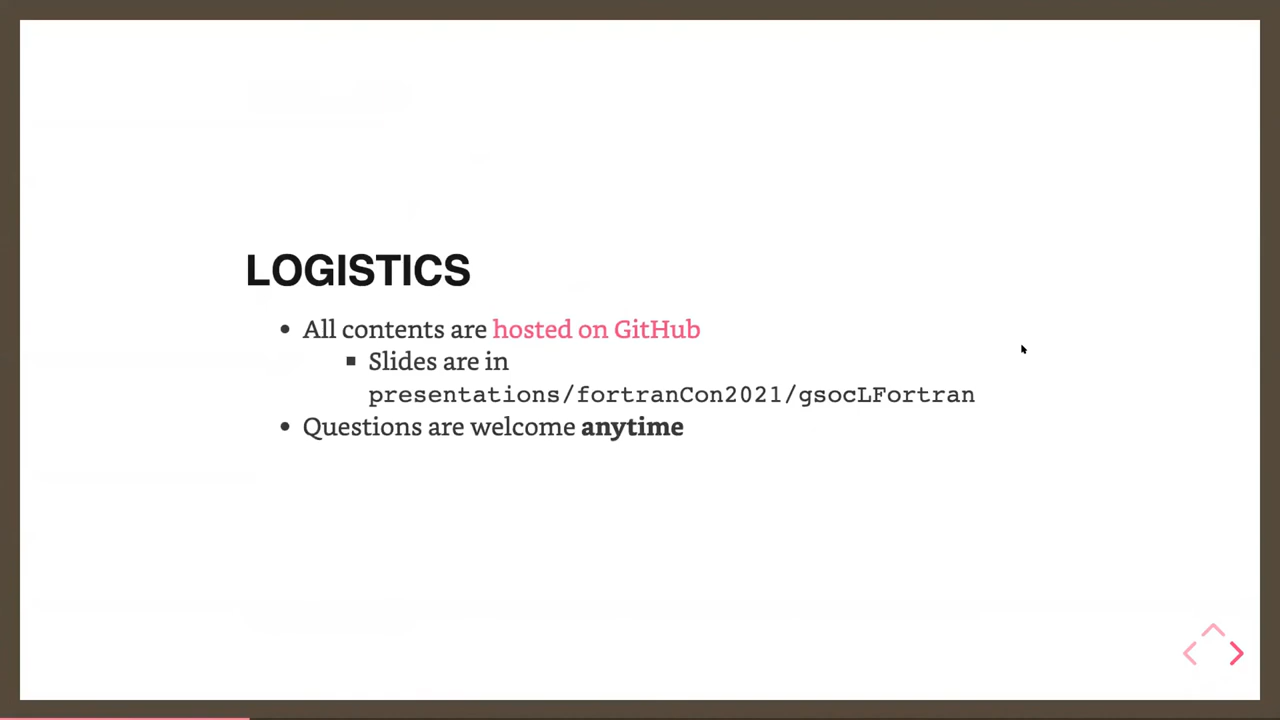 LOGISTICS
• All contents are hosted on GitHub
▪ Slides are in
presentations/fortranCon2021/gsocLFortran
• Questions are welcome anytime